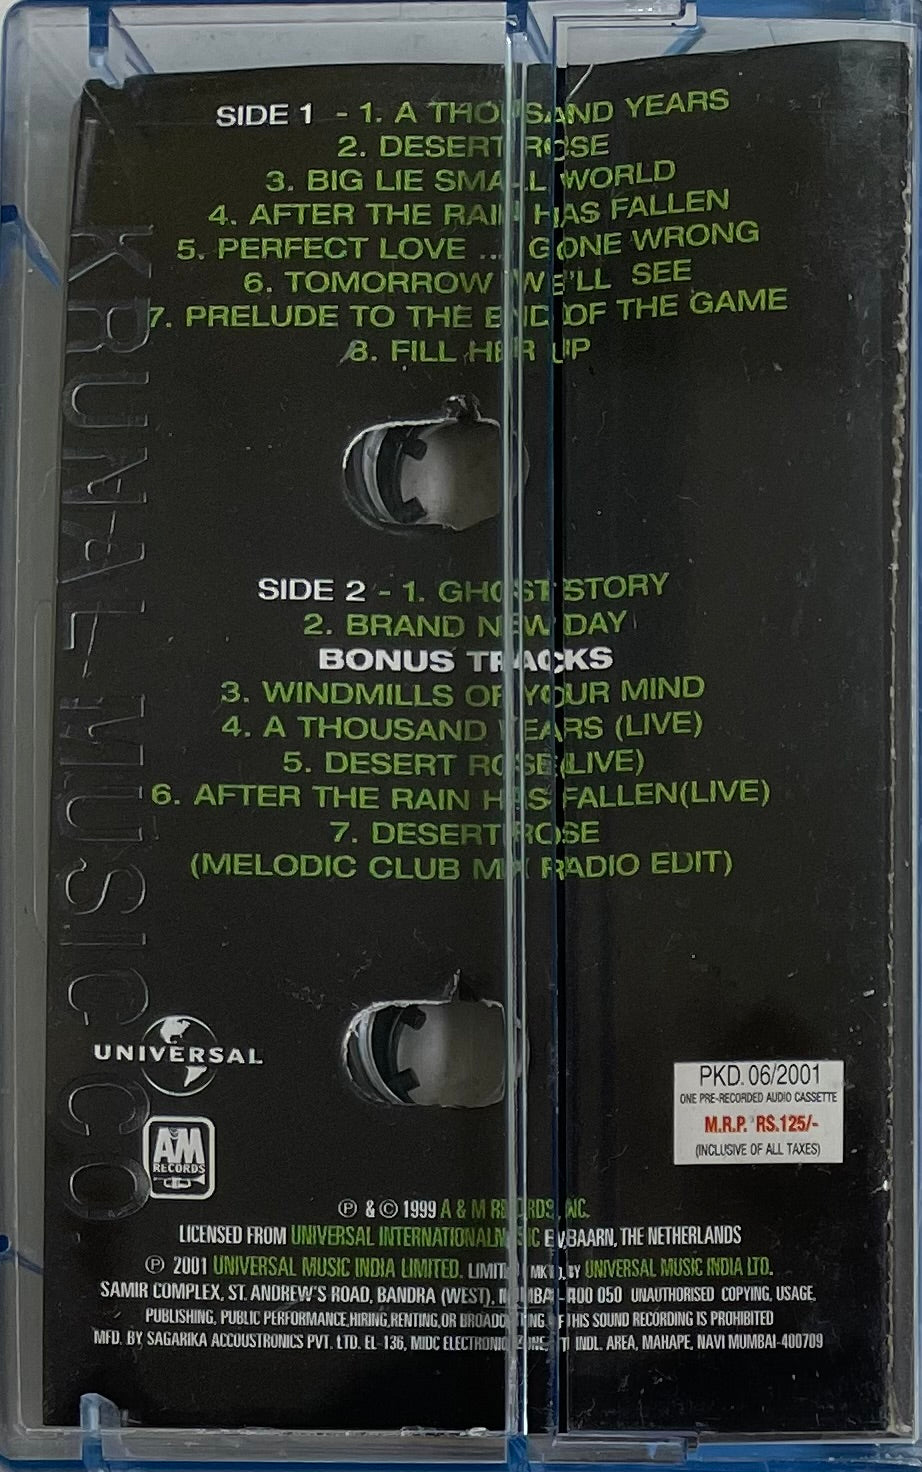 SIDE 1 - 1. A THOUSAND YEARS
2. DESERT ROSE
3. BIG LIE SMALL WORLD
4. AFTER THE RAIN HAS FALLEN
5. PERFECT LOVE ... GONE WRONG
6. TOMORROW WE'LL SEE
7. PRELUDE TO THE END OF THE GAME
8. FILL HER UP
SIDE 2 - 1. GHOST STORY
2. BRAND NEW DAY
BONUS TRACKS
3. WINDMILLS OF YOUR MIND
4. A THOUSAND YEARS (LIVE)
5. DESERT ROSE(LIVE)
6. AFTER THE RAIN HAS FALLEN(LIVE)
7. DESERT ROSE
(MELODIC CLUB MIX RADIO EDIT)
KRUNAL MUSIC CO.
UNIVERSAL
AM
RECORDS
PKD. 06/2001
ONE PRE-RECORDED AUDIO CASSETTE
M.R.P. RS.125/-
(INCLUSIVE OF ALL TAXES)
℗ & © 1999 A & M RECORDS, INC.
LICENSED FROM UNIVERSAL INTERNATIONAL MUSIC BAARN, THE NETHERLANDS
℗ 2001 UNIVERSAL MUSIC INDIA LIMITED. MKTD. BY UNIVERSAL MUSIC INDIA LTD.
SAMIR COMPLEX, ST. ANDREW'S ROAD, BANDRA (WEST), MUMBAI-400 050 UNAUTHORISED COPYING, USAGE,
PUBLISHING, PUBLIC PERFORMANCE,HIRING,RENTING,OR BROADCASTING OF THIS SOUND RECORDING IS PROHIBITED
MFD. BY SAGARIKA ACCOUSTRONICS PVT. LTD. EL-136, MIDC ELECTRONIC ZONE, INDL. AREA, MAHAPE, NAVI MUMBAI-400709